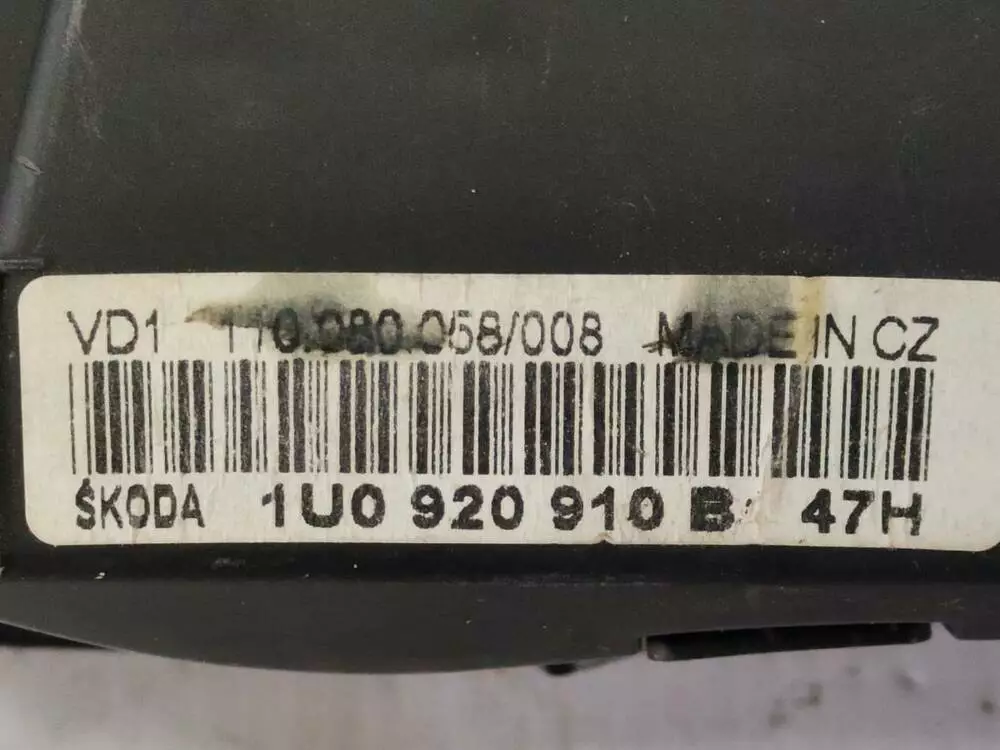 VD1 110.080.058/008 MADE IN CZ
ŠKODA 1U0 920 910 B 47H